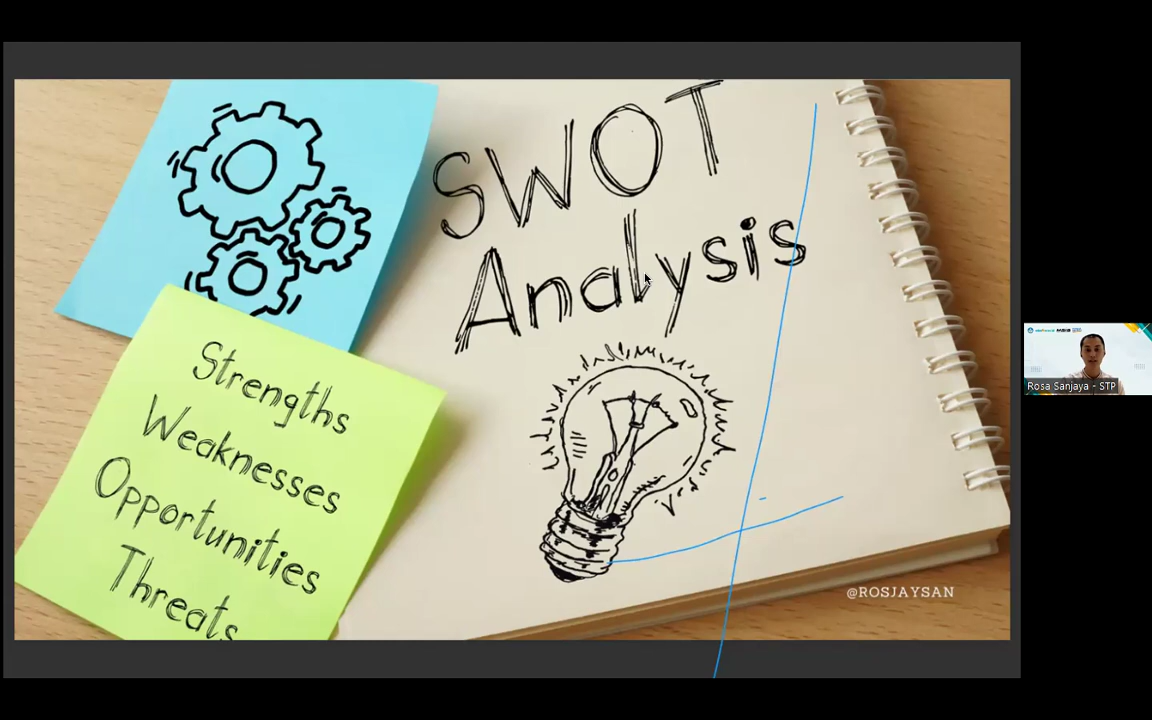 SWOT
Analysis
Strengths
Weaknesses
Opportunities
Threats
@ROSJAYSAN
Rosa Sanjaya - STP